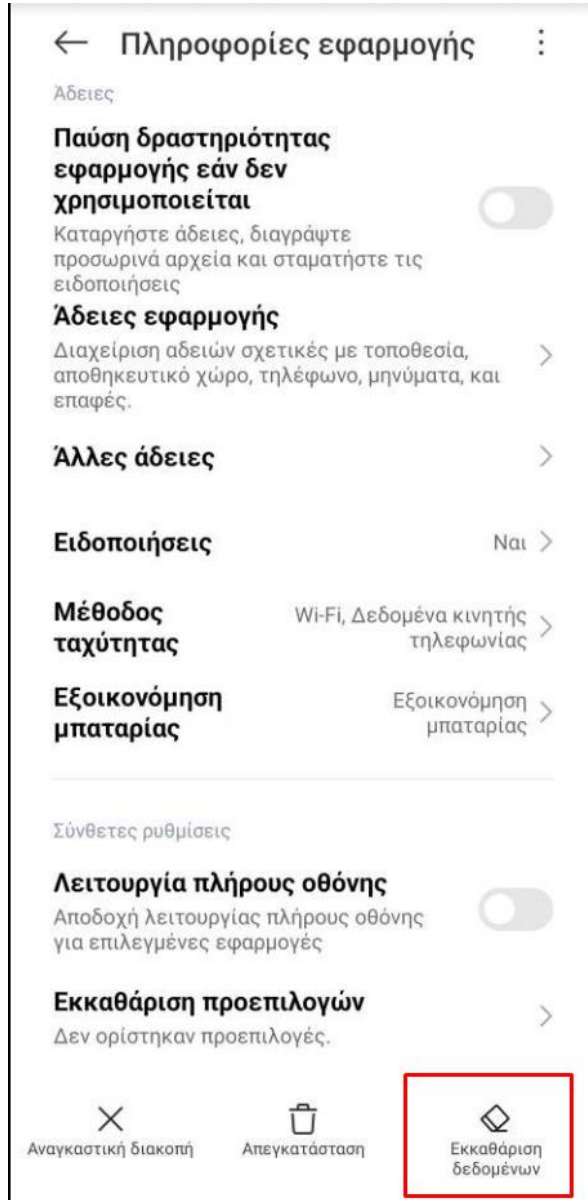 Πληροφορίες εφαρμογής
Άδειες
Παύση δραστηριότητας
εφαρμογής εάν δεν
χρησιμοποιείται
Καταργήστε άδειες, διαγράψτε
προσωρινά αρχεία και σταματήστε τις
ειδοποιήσεις
Άδειες εφαρμογής
Διαχείριση αδειών σχετικές με τοποθεσία,
αποθηκευτικό χώρο, τηλέφωνο, μηνύματα, και
επαφές.
Άλλες άδειες
Ειδοποιήσεις Ναι
Μέθοδος Wi-Fi, Δεδομένα κινητής
ταχύτητας τηλεφωνίας
Εξοικονόμηση Εξοικονόμηση
μπαταρίας μπαταρίας
Σύνθετες ρυθμίσεις
Λειτουργία πλήρους οθόνης
Αποδοχή λειτουργίας πλήρους οθόνης
για επιλεγμένες εφαρμογές
Εκκαθάριση προεπιλογών
Δεν ορίστηκαν προεπιλογές.
Αναγκαστική διακοπή Απεγκατάσταση Εκκαθάριση
δεδομένων